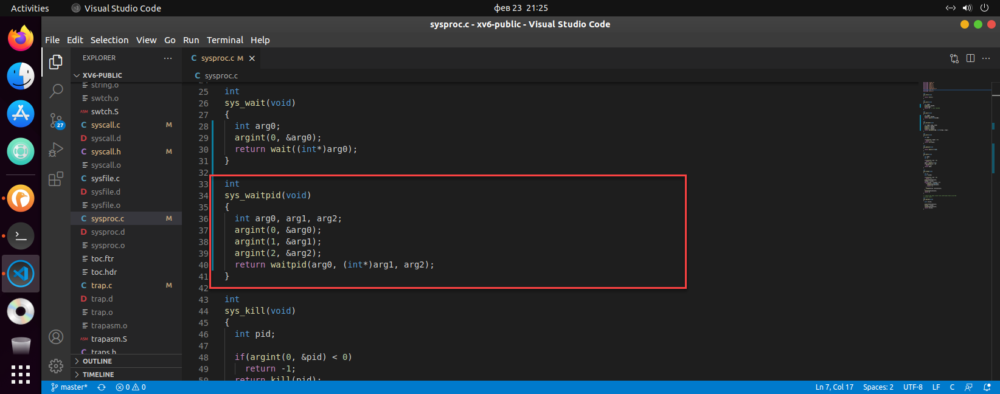 Activities
Visual Studio Code
фев 23 21:25
sysproc.c - xv6-public - Visual Studio Code
File Edit Selection View Go Run Terminal Help
EXPLORER
XV6-PUBLIC
string.o
swtch.o
ASM swtch.S
C syscall.c M
D syscall.d
C syscall.h M
syscall.o
C sysfile.c
D sysfile.d
sysfile.o
C sysproc.c M
D sysproc.d
sysproc.o
toc.ftr
toc.hdr
C trap.c M
D trap.d
trap.o
trapasm.o
ASM trapasm.S
C traps.h
OUTLINE
TIMELINE
27
C sysproc.c M
C sysproc.c
24
25 int
26 sys_wait(void)
27 {
28 int arg0;
29 argint(0, &arg0);
30 return wait((int*)arg0);
31 }
32
33 int
34 sys_waitpid(void)
35 {
36 int arg0, arg1, arg2;
37 argint(0, &arg0);
38 argint(1, &arg1);
39 argint(2, &arg2);
40 return waitpid(arg0, (int*)arg1, arg2);
41 }
42
43 int
44 sys_kill(void)
45 {
46 int pid;
47
48 if(argint(0, &pid) < 0)
49 return -1;
50 return kill(pid);
master* 0 0
Ln 7, Col 17 Spaces: 2 UTF-8 LF C